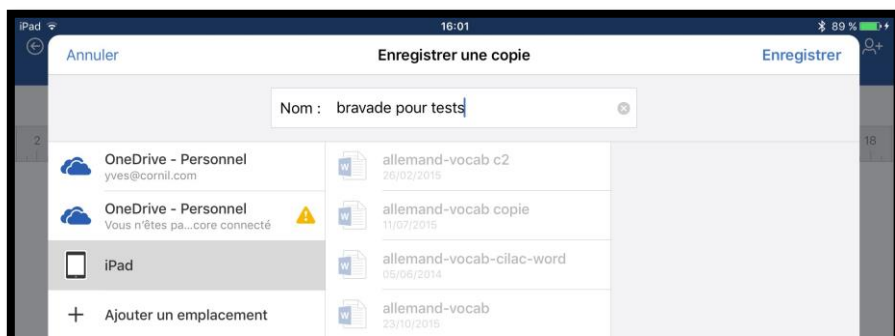 iPad 16:01 89 %
Annuler Enregistrer une copie Enregistrer
Nom : bravade pour tests
2 18
OneDrive - Personnel
yves@cornil.com
OneDrive - Personnel
Vous n'êtes pa...core connecté
iPad
+ Ajouter un emplacement
allemand-vocab c2
26/02/2015
allemand-vocab copie
11/07/2015
allemand-vocab-cilac-word
05/06/2014
allemand-vocab
23/10/2015